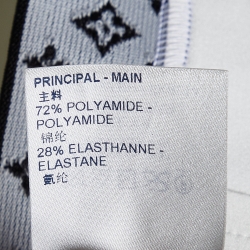 PRINCIPAL - MAIN
主料
72% POLYAMIDE -
POLYAMIDE
锦纶
28% ELASTHANNE -
ELASTANE
氨纶